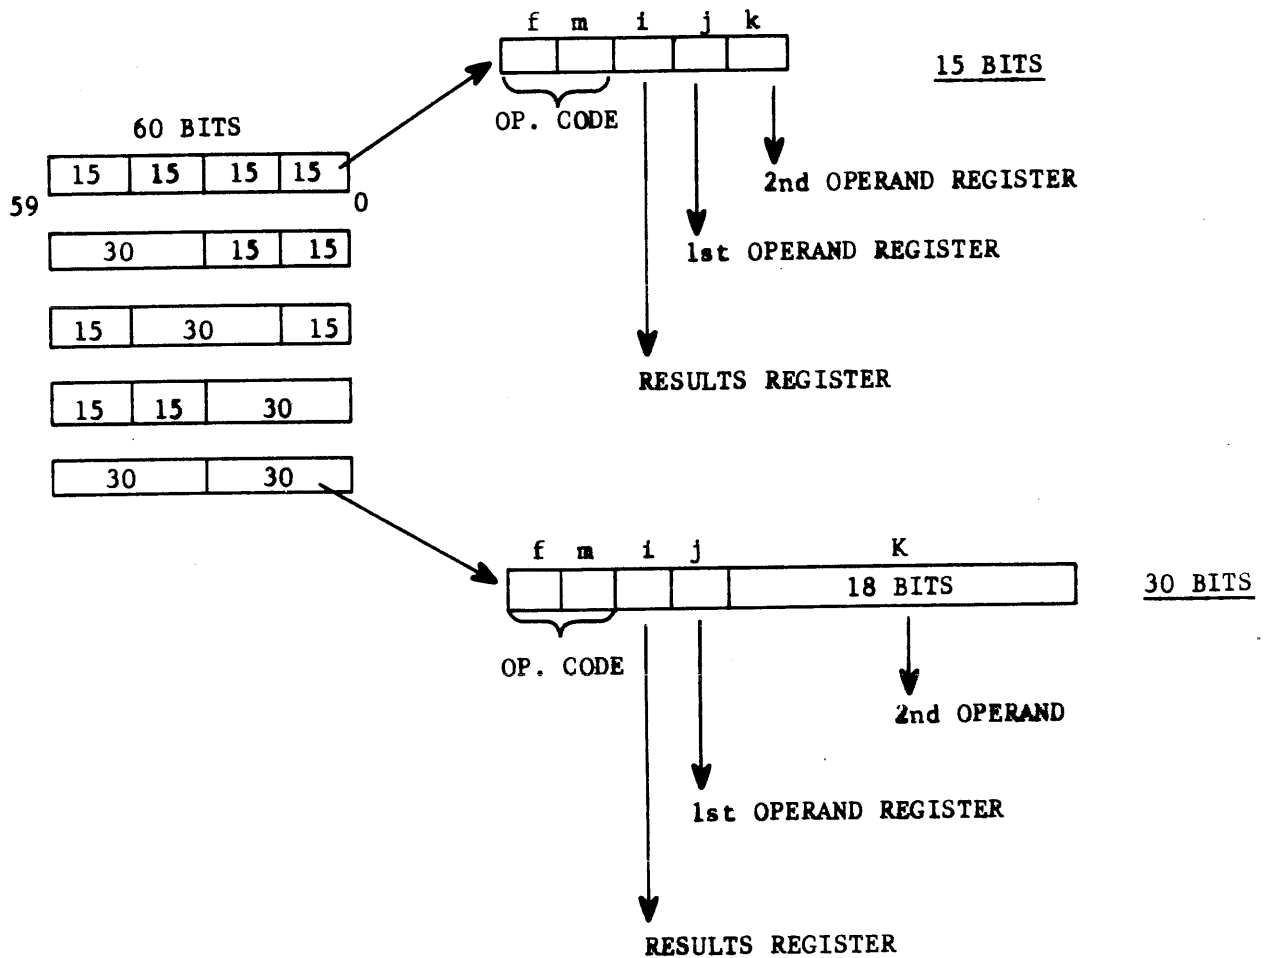 f m i j k
15 BITS
OP. CODE
60 BITS
15 15 15 15
59 0
2nd OPERAND REGISTER
30 15 15
1st OPERAND REGISTER
15 30 15
RESULTS REGISTER
15 15 30
30 30
f m i j K
18 BITS
30 BITS
OP. CODE
2nd OPERAND
1st OPERAND REGISTER
RESULTS REGISTER